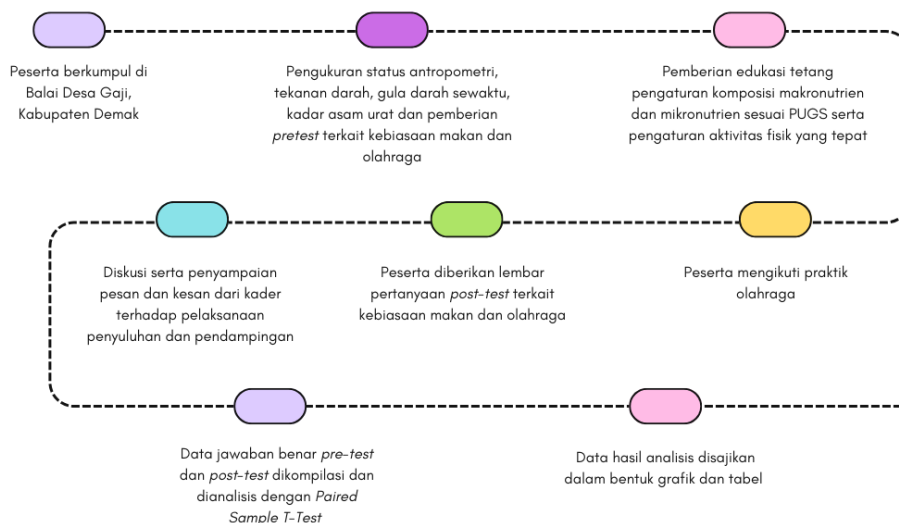 Peserta berkumpul di
Balai Desa Gaji,
Kabupaten Demak
Pengukuran status antropometri,
tekanan darah, gula darah sewaktu,
kadar asam urat dan pemberian
pretest terkait kebiasaan makan dan
olahraga
Pemberian edukasi tetang
pengaturan komposisi makronutrien
dan mikronutrien sesuai PUGS serta
pengaturan aktivitas fisik yang tepat
Peserta mengikuti praktik
olahraga
Peserta diberikan lembar
pertanyaan post-test terkait
kebiasaan makan dan olahraga
Diskusi serta penyampaian
pesan dan kesan dari kader
terhadap pelaksanaan
penyuluhan dan pendampingan
Data jawaban benar pre-test
dan post-test dikompilasi dan
dianalisis dengan Paired
Sample T-Test
Data hasil analisis disajikan
dalam bentuk grafik dan tabel